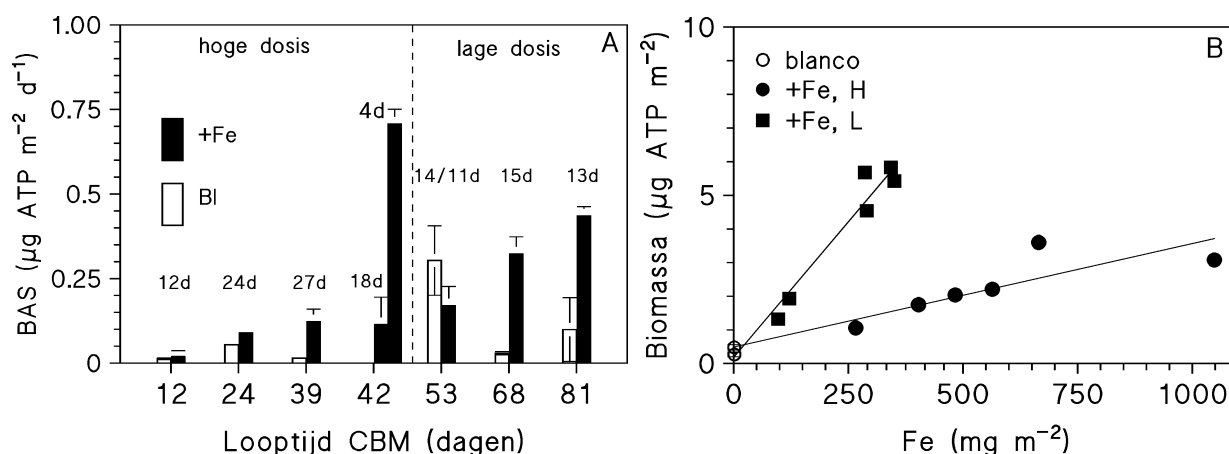 1.00
0.75
0.5
0.25
0
BAS (µg ATP m⁻² d⁻¹)
hoge dosis
lage dosis
A
+Fe
Bl
12d
24d
27d
18d
4d
14/11d
15d
13d
12 24 39 42 53 68 81
Looptijd CBM (dagen)
10
5
0
Biomassa (µg ATP m⁻²)
B
blanco
+Fe, H
+Fe, L
0 250 500 750 1000
Fe (mg m⁻²)